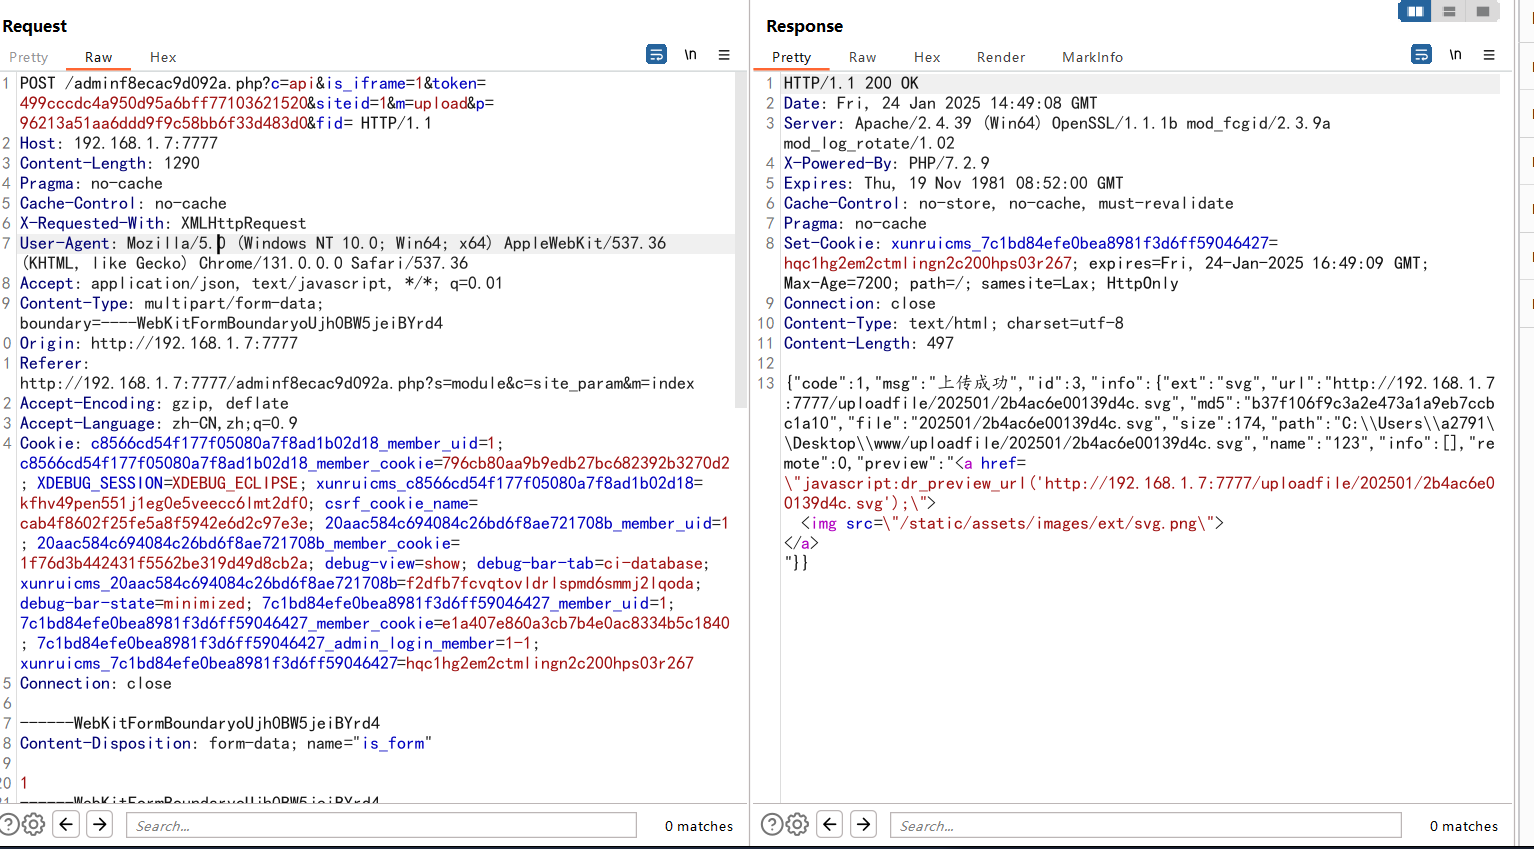 Request
Pretty Raw Hex \n
1 POST /adminf8ecac9d092a.php?c=api&is_iframe=1&token=
499cccdc4a950d95a6bff77103621520&siteid=1&m=upload&p=
96213a51aa6ddd9f9c58bb6f33d483d0&fid= HTTP/1.1
2 Host: 192.168.1.7:7777
3 Content-Length: 1290
4 Pragma: no-cache
5 Cache-Control: no-cache
6 X-Requested-With: XMLHttpRequest
7 User-Agent: Mozilla/5.0 (Windows NT 10.0; Win64; x64) AppleWebKit/537.36
(KHTML, like Gecko) Chrome/131.0.0.0 Safari/537.36
8 Accept: application/json, text/javascript, */*; q=0.01
9 Content-Type: multipart/form-data;
boundary=----WebKitFormBoundaryoUjhOBW5jeiBYrd4
0 Origin: http://192.168.1.7:7777
1 Referer:
http://192.168.1.7:7777/adminf8ecac9d092a.php?s=module&c=site_param&m=index
2 Accept-Encoding: gzip, deflate
3 Accept-Language: zh-CN,zh;q=0.9
4 Cookie: c8566cd54f177f05080a7f8ad1b02d18_member_uid=1;
c8566cd54f177f05080a7f8ad1b02d18_member_cookie=796cb80aa9b9edb27bc682392b3270d2
; XDEBUG_SESSION=XDEBUG_ECLIPSE; xunruicms_c8566cd54f177f05080a7f8ad1b02d18=
kfhv49pen551j1eg0e5veecc6lmt2df0; csrf_cookie_name=
cab4f8602f25fe5a8f5942e6d2c97e3e; 20aac584c694084c26bd6f8ae721708b_member_uid=1
; 20aac584c694084c26bd6f8ae721708b_member_cookie=
1f76d3b442431f5562be319d49d8cb2a; debug-view=show; debug-bar-tab=ci-database;
xunruicms_20aac584c694084c26bd6f8ae721708b=f2dfb7fcvqtovldrlspmd6smmj2lqoda;
debug-bar-state=minimized; 7c1bd84efe0bea8981f3d6ff59046427_member_uid=1;
7c1bd84efe0bea8981f3d6ff59046427_member_cookie=e1a407e860a3cb7b4e0ac8334b5c1840
; 7c1bd84efe0bea8981f3d6ff59046427_admin_login_member=1-1;
xunruicms_7c1bd84efe0bea8981f3d6ff59046427=hqc1hg2em2ctmlingn2c200hps03r267
5 Connection: close
6
7 ------WebKitFormBoundaryoUjhOBW5jeiBYrd4
8 Content-Disposition: form-data; name="is_form"
9
20 1
21 ------WebKitFormBoundaryoUjhOBW5jeiBYrd4
Search... 0 matches
Response
Pretty Raw Hex Render MarkInfo \n
1 HTTP/1.1 200 OK
2 Date: Fri, 24 Jan 2025 14:49:08 GMT
3 Server: Apache/2.4.39 (Win64) OpenSSL/1.1.1b mod_fcgid/2.3.9a
mod_log_rotate/1.02
4 X-Powered-By: PHP/7.2.9
5 Expires: Thu, 19 Nov 1981 08:52:00 GMT
6 Cache-Control: no-store, no-cache, must-revalidate
7 Pragma: no-cache
8 Set-Cookie: xunruicms_7c1bd84efe0bea8981f3d6ff59046427=
hqc1hg2em2ctmlingn2c200hps03r267; expires=Fri, 24-Jan-2025 16:49:09 GMT;
Max-Age=7200; path=/; samesite=Lax; HttpOnly
9 Connection: close
10 Content-Type: text/html; charset=utf-8
11 Content-Length: 497
12
13 {"code":1,"msg":"上传成功","id":3,"info":{"ext":"svg","url":"http://192.168.1.7
:7777/uploadfile/202501/2b4ac6e00139d4c.svg","md5":"b37f106f9c3a2e473a1a9eb7ccb
c1a10","file":"202501/2b4ac6e00139d4c.svg","size":174,"path":"C:\\Users\\a2791\
\Desktop\\www/uploadfile/202501/2b4ac6e00139d4c.svg","name":"123","info":[],"re
mote":0,"preview":"<a href=
\"javascript:dr_preview_url('http://192.168.1.7:7777/uploadfile/202501/2b4ac6e0
0139d4c.svg');\">
<img src=\"/static/assets/images/ext/svg.png\">
</a>
"}}
Search... 0 matches